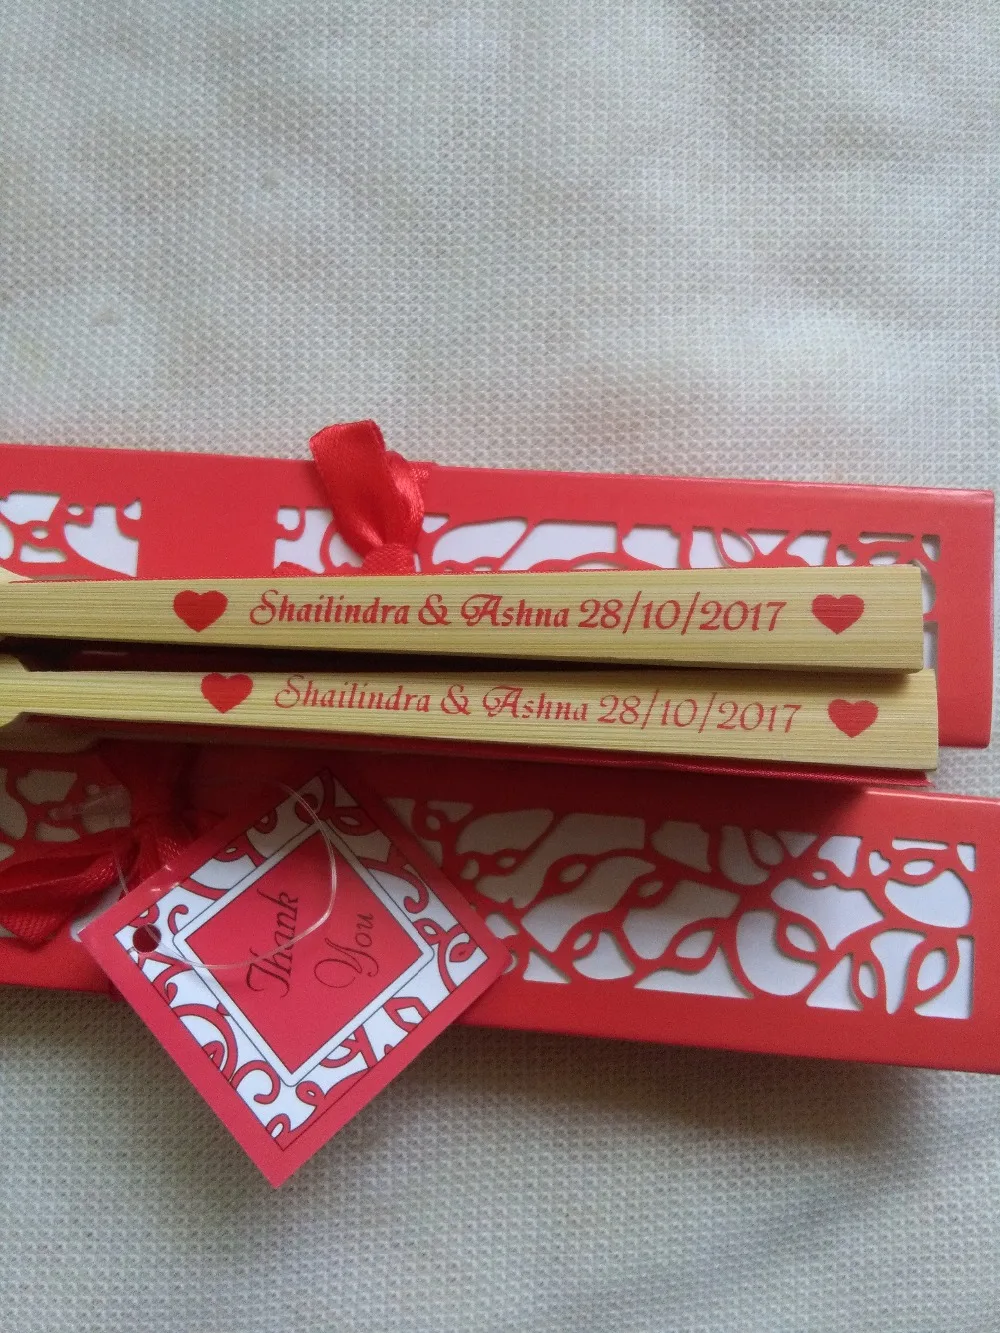 Shailindra & Ashna 28/10/2017
Shailindra & Ashna 28/10/2017
Thank
You